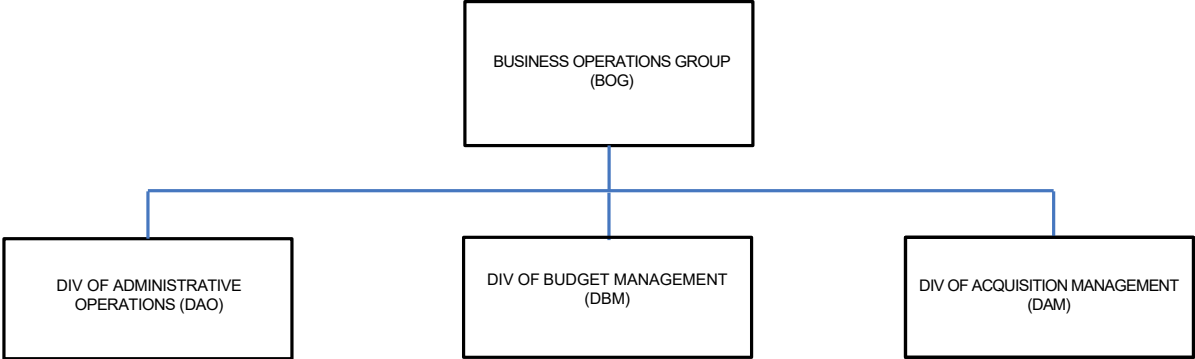 BUSINESS OPERATIONS GROUP
(BOG)
DIV OF ADMINISTRATIVE
OPERATIONS (DAO)
DIV OF BUDGET MANAGEMENT
(DBM)
DIV OF ACQUISITION MANAGEMENT
(DAM)